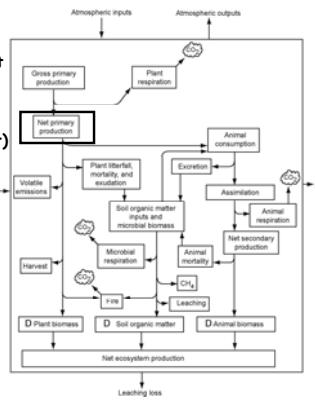 Atmospheric inputs
Atmospheric outputs
CO2
Gross primary
production
Plant
respiration
Net primary
production
Animal
consumption
Plant litterfall,
mortality, and
exudation
Excretion
CO2
Volatile
emissions
Assimilation
Soil organic matter
inputs and
microbial biomass
Animal
respiration
CO2
Net secondary
production
Microbial
respiration
Animal
mortality
Harvest
CO2
CH4
Fire
Leaching
D Plant biomass
D Soil organic matter
D Animal biomass
Net ecosystem production
Leaching loss